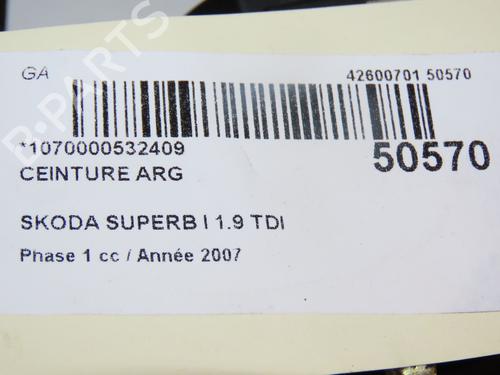 GA
42600701 50570
*1070000532409
50570
CEINTURE ARG
SKODA SUPERB I 1.9 TDI
Phase 1 cc / Année 2007
B-PARTS